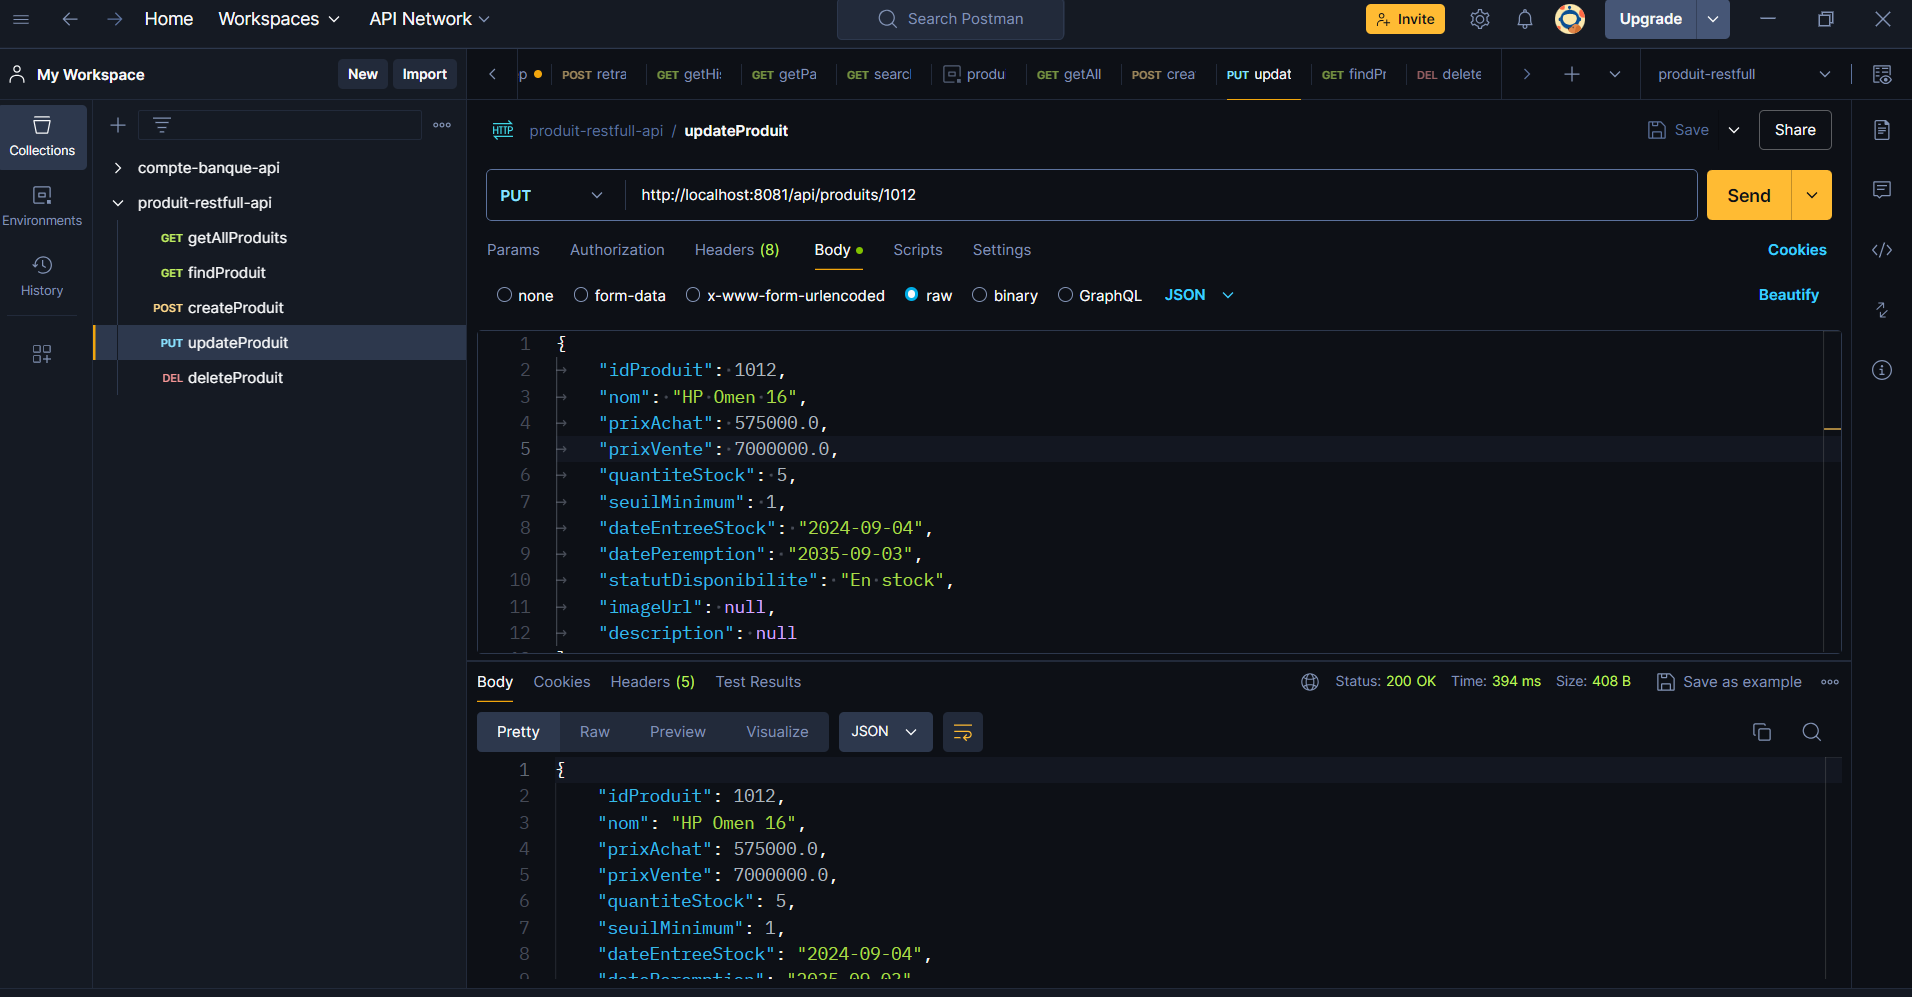 Home Workspaces API Network Search Postman Invite Upgrade
My Workspace New Import
p POST retra GET getHi: GET getPa GET searcl produ GET getAll POST crea PUT updat GET findPr DEL delete produit-restfull
Collections
Environments
History
compte-banque-api
produit-restfull-api
GET getAllProduits
GET findProduit
POST createProduit
PUT updateProduit
DEL deleteProduit
HTTP produit-restfull-api / updateProduit Save Share
PUT http://localhost:8081/api/produits/1012 Send
Params Authorization Headers (8) Body Scripts Settings Cookies
none form-data x-www-form-urlencoded raw binary GraphQL JSON Beautify
1 {
2 "idProduit": 1012,
3 "nom": "HP Omen 16",
4 "prixAchat": 575000.0,
5 "prixVente": 7000000.0,
6 "quantiteStock": 5,
7 "seuilMinimum": 1,
8 "dateEntreeStock": "2024-09-04",
9 "datePeremption": "2035-09-03",
10 "statutDisponibilite": "En stock",
11 "imageUrl": null,
12 "description": null
Body Cookies Headers (5) Test Results Status: 200 OK Time: 394 ms Size: 408 B Save as example
Pretty Raw Preview Visualize JSON
1 {
2 "idProduit": 1012,
3 "nom": "HP Omen 16",
4 "prixAchat": 575000.0,
5 "prixVente": 7000000.0,
6 "quantiteStock": 5,
7 "seuilMinimum": 1,
8 "dateEntreeStock": "2024-09-04",
9 "datePeremption": "2035-09-03"